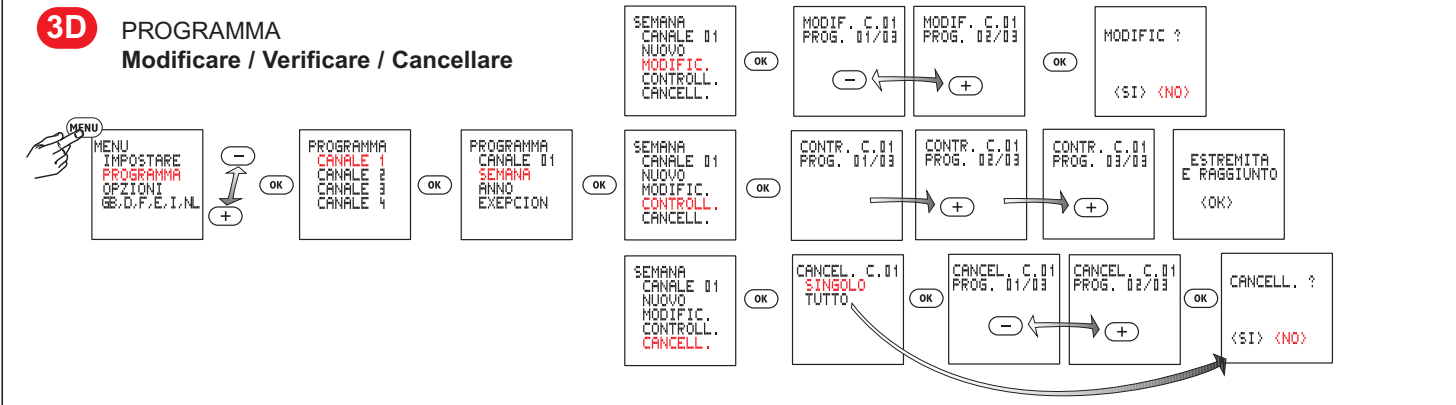 3D
PROGRAMMA
Modificare / Verificare / Cancellare
MENU
MENU
IMPOSTARE
PROGRAMMA
OPZIONI
GB,D,F,E,I,NL
−
+
OK
PROGRAMMA
CANALE 1
CANALE 2
CANALE 3
CANALE 4
OK
PROGRAMMA
CANALE 01
SEMANA
ANNO
EXEPCION
OK
SEMANA
CANALE 01
NUOVO
MODIFIC.
CONTROLL.
CANCELL.
OK
MODIF. C.01
PROG. 01/03
−
MODIF. C.01
PROG. 02/03
+
OK
MODIFIC ?
<SI> <NO>
SEMANA
CANALE 01
NUOVO
MODIFIC.
CONTROLL.
CANCELL.
OK
CONTR. C.01
PROG. 01/03
CONTR. C.01
PROG. 02/03
+
CONTR. C.01
PROG. 03/03
+
ESTREMITA
E RAGGIUNTO
<OK>
SEMANA
CANALE 01
NUOVO
MODIFIC.
CONTROLL.
CANCELL.
OK
CANCEL. C.01
SINGOLO
TUTTO
OK
CANCEL. C.01
PROG. 01/03
−
CANCEL. C.01
PROG. 02/03
+
OK
CANCELL. ?
<SI> <NO>